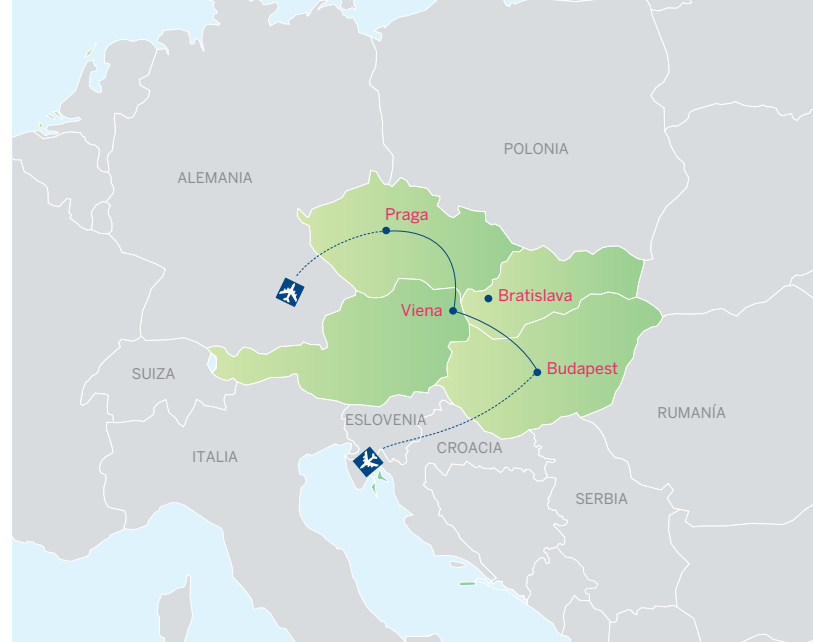 POLONIA
ALEMANIA
Praga
Bratislava
Viena
Budapest
SUIZA
RUMANÍA
ESLOVENIA
CROACIA
ITALIA
SERBIA